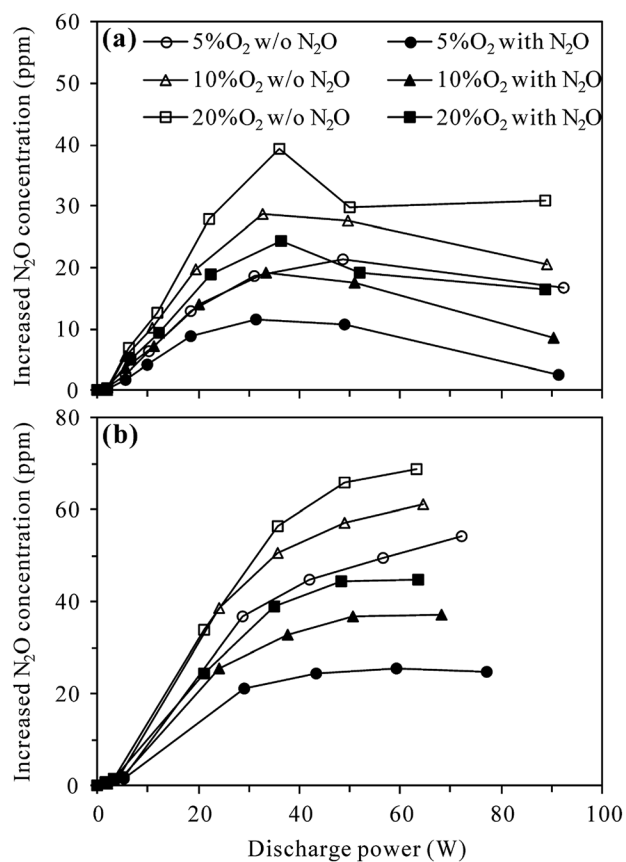 (a)
5%O₂ w/o N₂O
5%O₂ with N₂O
10%O₂ w/o N₂O
10%O₂ with N₂O
20%O₂ w/o N₂O
20%O₂ with N₂O
Increased N₂O concentration (ppm)
60
50
40
30
20
10
0
(b)
Increased N₂O concentration (ppm)
80
60
40
20
0
0 20 40 60 80 100
Discharge power (W)